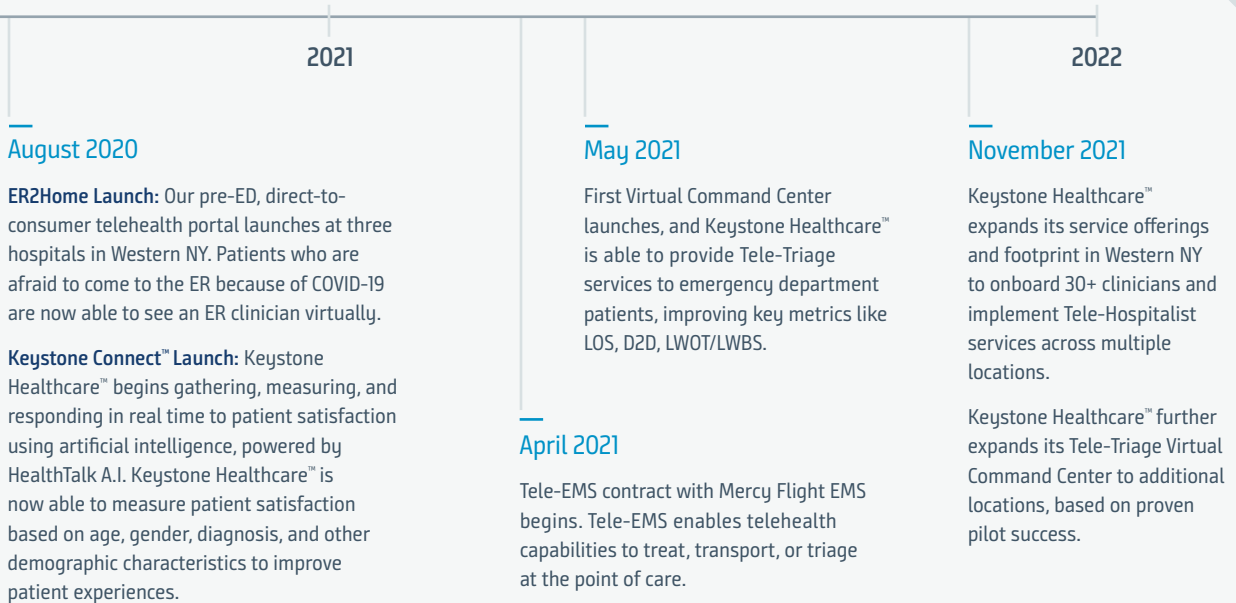 2021
2022
August 2020
ER2Home Launch: Our pre-ED, direct-to-
consumer telehealth portal launches at three
hospitals in Western NY. Patients who are
afraid to come to the ER because of COVID-19
are now able to see an ER clinician virtually.
Keystone Connect™ Launch: Keystone
Healthcare™ begins gathering, measuring, and
responding in real time to patient satisfaction
using artificial intelligence, powered by
HealthTalk A.I. Keystone Healthcare™ is
now able to measure patient satisfaction
based on age, gender, diagnosis, and other
demographic characteristics to improve
patient experiences.
April 2021
Tele-EMS contract with Mercy Flight EMS
begins. Tele-EMS enables telehealth
capabilities to treat, transport, or triage
at the point of care.
May 2021
First Virtual Command Center
launches, and Keystone Healthcare™
is able to provide Tele-Triage
services to emergency department
patients, improving key metrics like
LOS, D2D, LWOT/LWBS.
November 2021
Keystone Healthcare™
expands its service offerings
and footprint in Western NY
to onboard 30+ clinicians and
implement Tele-Hospitalist
services across multiple
locations.
Keystone Healthcare™ further
expands its Tele-Triage Virtual
Command Center to additional
locations, based on proven
pilot success.